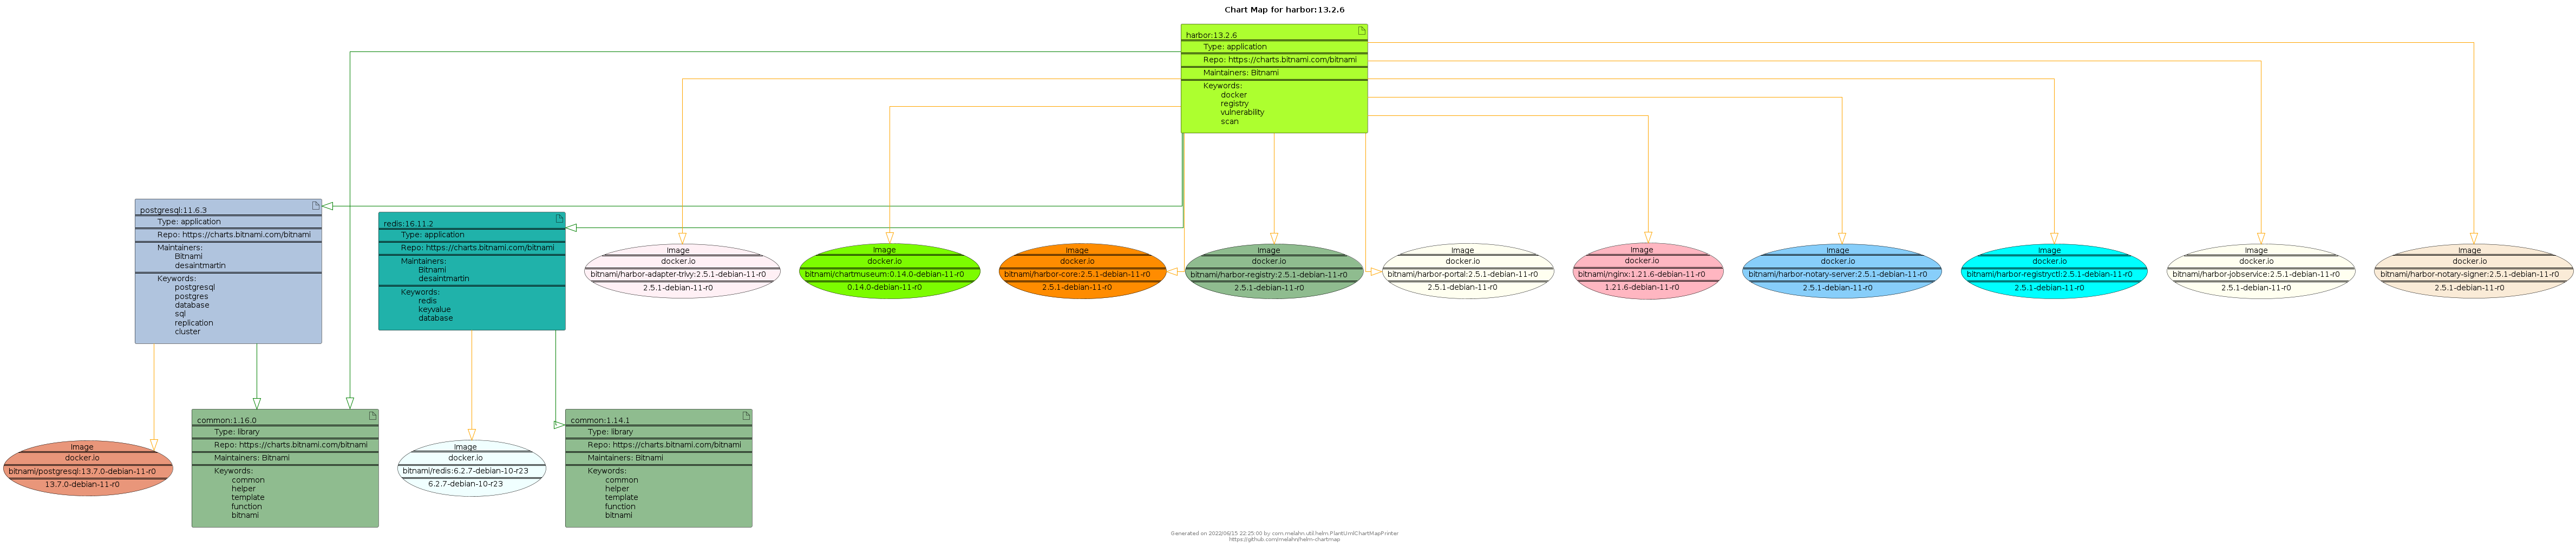 Chart Map for harbor:13.2.6
harbor:13.2.6
Type: application
Repo: https://charts.bitnami.com/bitnami
Maintainers: Bitnami
Keywords:
docker
registry
vulnerability
scan
postgresql:11.6.3
Type: application
Repo: https://charts.bitnami.com/bitnami
Maintainers:
Bitnami
desaintmartin
Keywords:
postgresql
postgres
database
sql
replication
cluster
redis:16.11.2
Type: application
Repo: https://charts.bitnami.com/bitnami
Maintainers:
Bitnami
desaintmartin
Keywords:
redis
keyvalue
database
Image
docker.io
bitnami/harbor-adapter-trivy:2.5.1-debian-11-r0
2.5.1-debian-11-r0
Image
docker.io
bitnami/chartmuseum:0.14.0-debian-11-r0
0.14.0-debian-11-r0
Image
docker.io
bitnami/harbor-core:2.5.1-debian-11-r0
2.5.1-debian-11-r0
Image
docker.io
bitnami/harbor-registry:2.5.1-debian-11-r0
2.5.1-debian-11-r0
Image
docker.io
bitnami/harbor-portal:2.5.1-debian-11-r0
2.5.1-debian-11-r0
Image
docker.io
bitnami/nginx:1.21.6-debian-11-r0
1.21.6-debian-11-r0
Image
docker.io
bitnami/harbor-notary-server:2.5.1-debian-11-r0
2.5.1-debian-11-r0
Image
docker.io
bitnami/harbor-registryctl:2.5.1-debian-11-r0
2.5.1-debian-11-r0
Image
docker.io
bitnami/harbor-jobservice:2.5.1-debian-11-r0
2.5.1-debian-11-r0
Image
docker.io
bitnami/harbor-notary-signer:2.5.1-debian-11-r0
2.5.1-debian-11-r0
Image
docker.io
bitnami/postgresql:13.7.0-debian-11-r0
13.7.0-debian-11-r0
common:1.16.0
Type: library
Repo: https://charts.bitnami.com/bitnami
Maintainers: Bitnami
Keywords:
common
helper
template
function
bitnami
Image
docker.io
bitnami/redis:6.2.7-debian-10-r23
6.2.7-debian-10-r23
common:1.14.1
Type: library
Repo: https://charts.bitnami.com/bitnami
Maintainers: Bitnami
Keywords:
common
helper
template
function
bitnami
Generated on 2022/06/15 22:25:00 by com.melahn.util.helm.PlantUmlChartMapPrinter
https://github.com/melahn/helm-chartmap